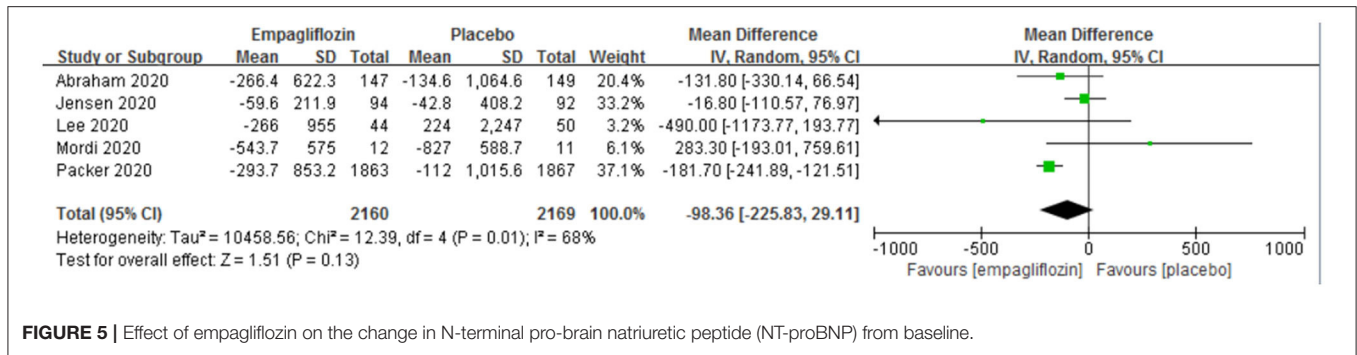 Empagliflozin Placebo Mean Difference Mean Difference
Study or Subgroup Mean SD Total Mean SD Total Weight IV, Random, 95% CI IV, Random, 95% CI
Abraham 2020 -266.4 622.3 147 -134.6 1,064.6 149 20.4% -131.80 [-330.14, 66.54]
Jensen 2020 -59.6 211.9 94 -42.8 408.2 92 33.2% -16.80 [-110.57, 76.97]
Lee 2020 -266 955 44 224 2,247 50 3.2% -490.00 [-1173.77, 193.77]
Mordi 2020 -543.7 575 12 -827 588.7 11 6.1% 283.30 [-193.01, 759.61]
Packer 2020 -293.7 853.2 1863 -112 1,015.6 1867 37.1% -181.70 [-241.89, -121.51]
Total (95% CI) 2160 2169 100.0% -98.36 [-225.83, 29.11]
Heterogeneity: Tau² = 10458.56; Chi² = 12.39, df = 4 (P = 0.01); I² = 68%
Test for overall effect: Z = 1.51 (P = 0.13)
-1000 -500 0 500 1000
Favours [empagliflozin] Favours [placebo]
FIGURE 5 | Effect of empagliflozin on the change in N-terminal pro-brain natriuretic peptide (NT-proBNP) from baseline.